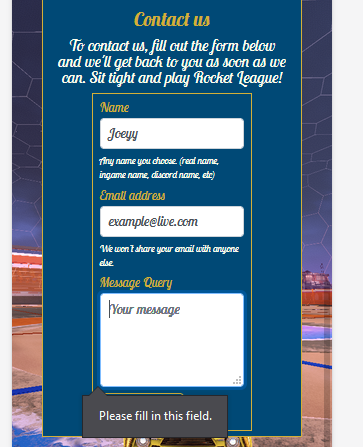 Contact us
To contact us, fill out the form below
and we'll get back to you as soon as we
can. Sit tight and play Rocket League!
Name
Joeyy
Any name you choose. (real name,
ingame name, discord name, etc)
Email address
example@live.com
We won't share your email with anyone
else.
Message Query
Your message
Please fill in this field.